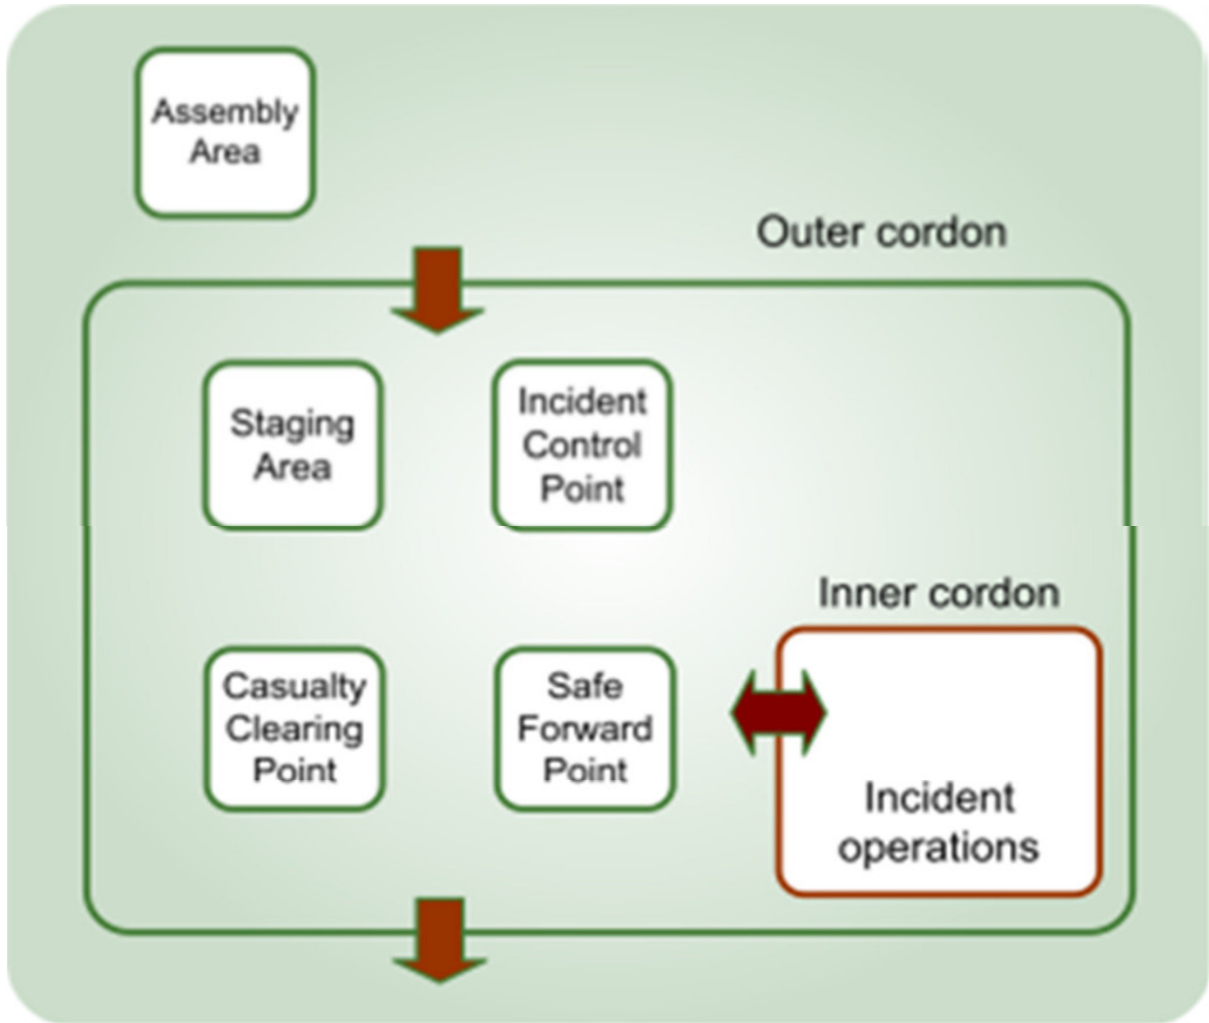 Assembly
Area
Outer cordon
Staging
Area
Incident
Control
Point
Inner cordon
Casualty
Clearing
Point
Safe
Forward
Point
Incident
operations